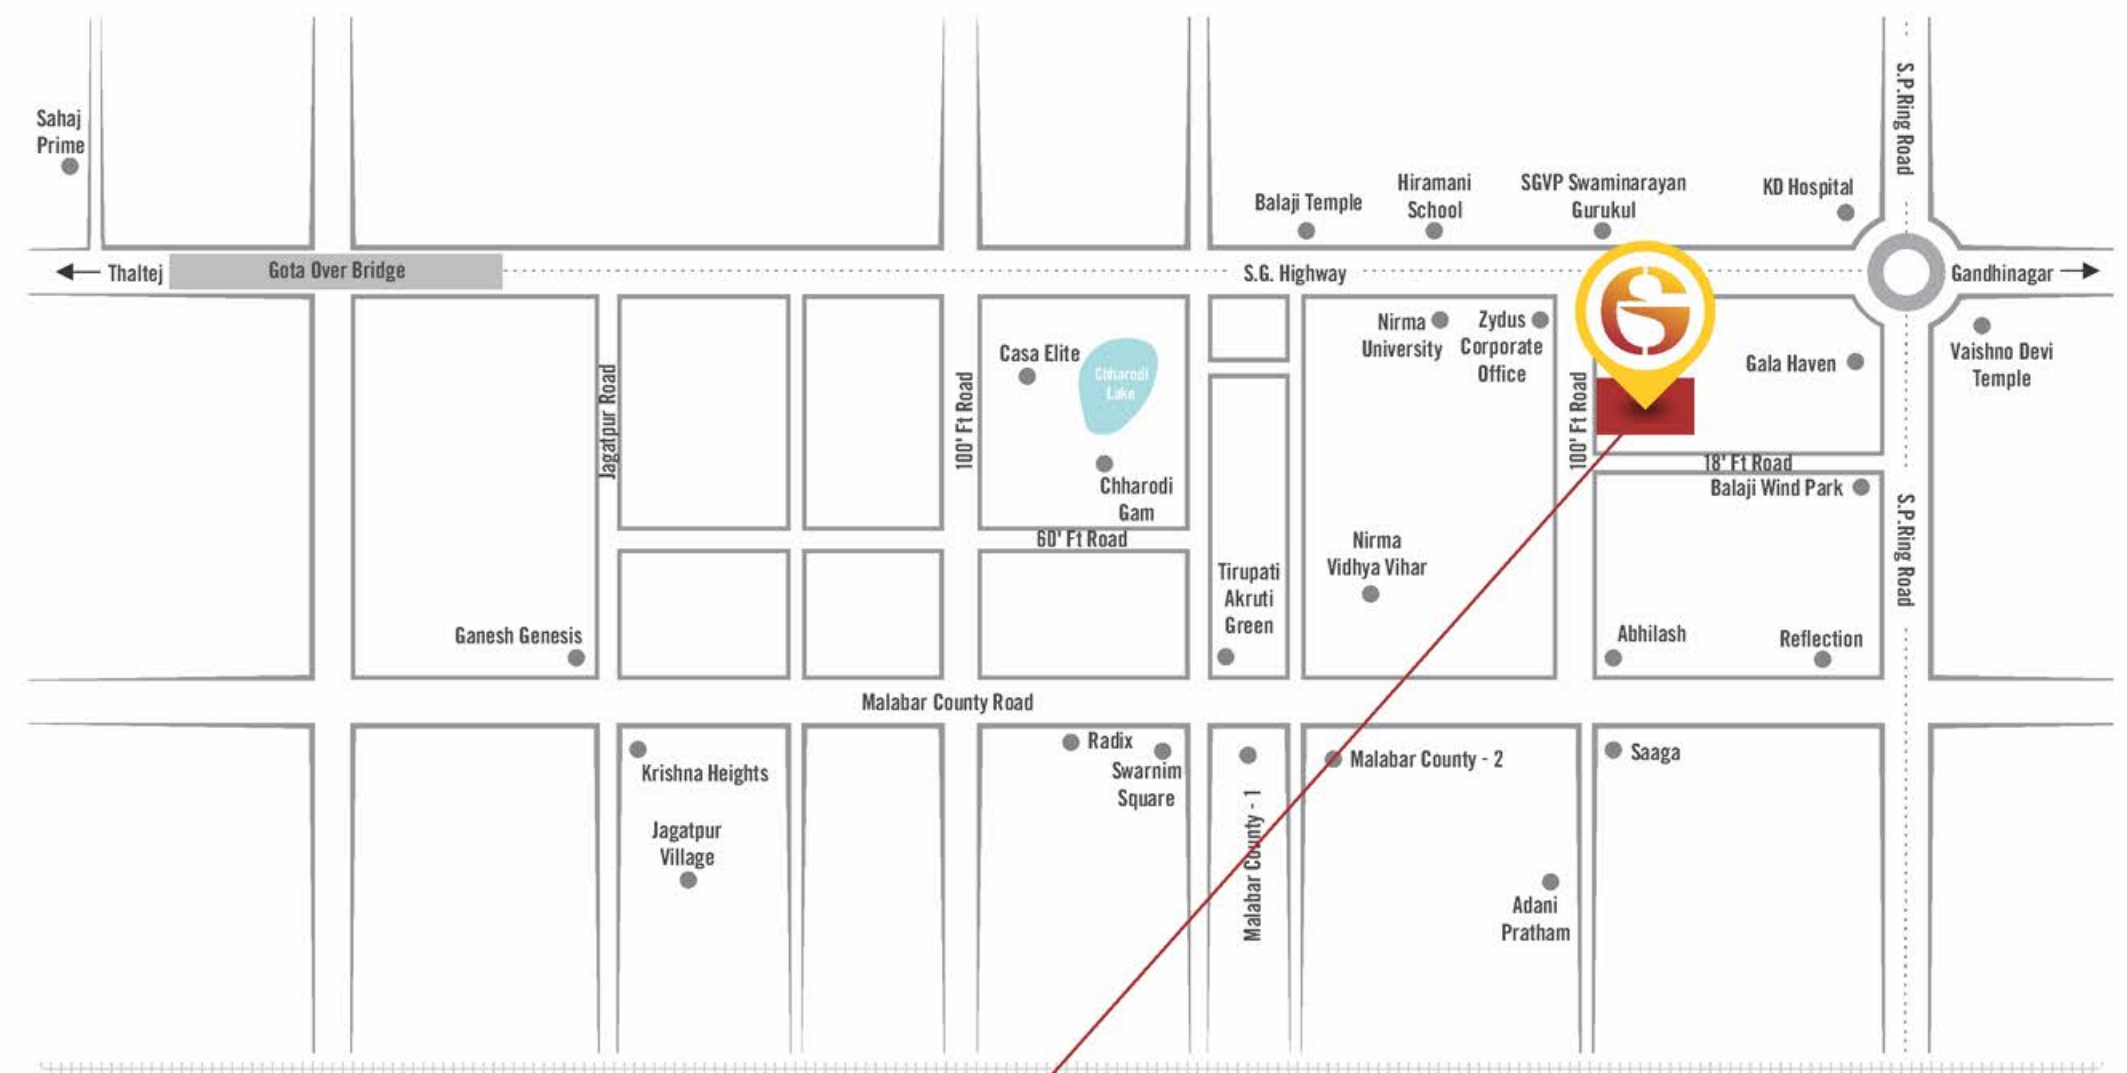 S.P.Ring Road
Sahaj
Prime
Balaji Temple
Hiramani
School
SGVP Swaminarayan
Gurukul
KD Hospital
Thaltej
Gota Over Bridge
S.G. Highway
Gandhinagar
Jagatpur Road
100' Ft Road
Casa Elite
Chharodi
Lake
Chharodi
Gam
60' Ft Road
Nirma
University
Zydus
Corporate
Office
100' Ft Road
Gala Haven
Vaishno Devi
Temple
18' Ft Road
Balaji Wind Park
S.P.Ring Road
Nirma
Vidhya Vihar
Tirupati
Akruti
Green
Ganesh Genesis
Abhilash
Reflection
Malabar County Road
Krishna Heights
Jagatpur
Village
Radix
Swarnim
Square
Malabar County - 1
Malabar County - 2
Saaga
Adani
Pratham